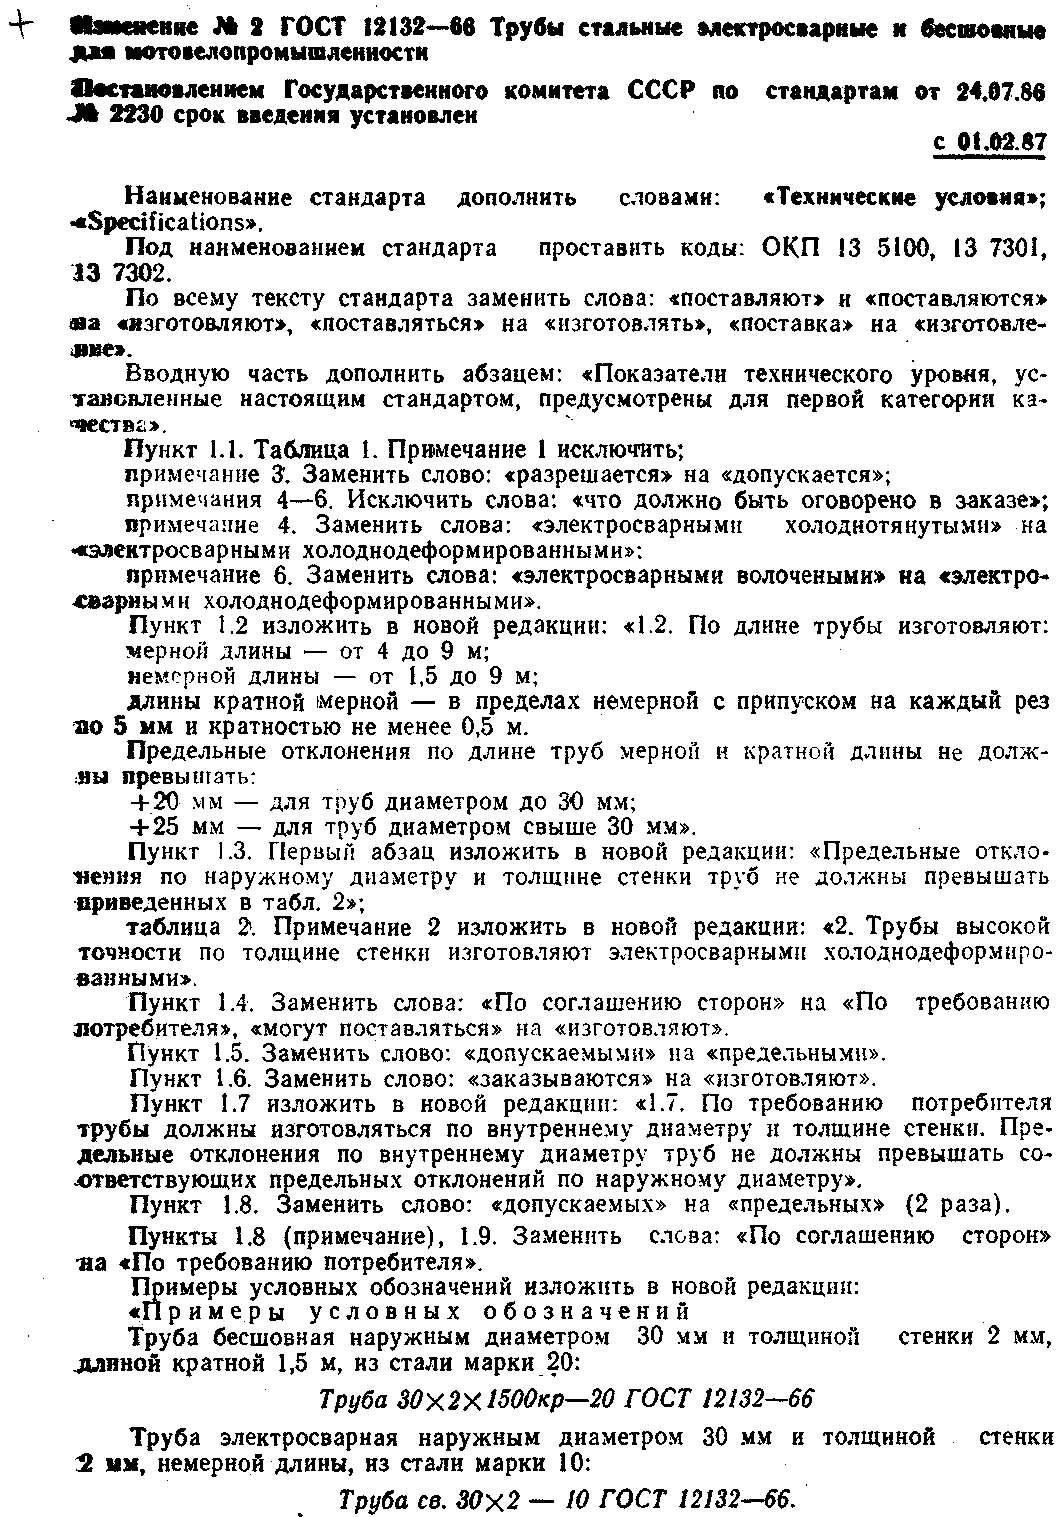 Изменение № 2 ГОСТ 12132—66 Трубы стальные электросварные и бесшовные
для мотовелопромышленности
Постановлением Государственного комитета СССР по стандартам от 24.07.86
№ 2230 срок введения установлен
с 01.02.87
Наименование стандарта дополнить словами: «Технические условия»;
«Specifications».
Под наименованием стандарта проставить коды: ОКП 13 5100, 13 7301,
13 7302.
По всему тексту стандарта заменить слова: «поставляют» и «поставляются»
на «изготовляют», «поставляться» на «изготовлять», «поставка» на «изготовле-
ние».
Вводную часть дополнить абзацем: «Показатели технического уровня, ус-
тановленные настоящим стандартом, предусмотрены для первой категории ка-
чества».
Пункт 1.1. Таблица 1. Примечание 1 исключить;
примечание 3. Заменить слово: «разрешается» на «допускается»;
примечания 4—6. Исключить слова: «что должно быть оговорено в заказе»;
примечание 4. Заменить слова: «электросварными холоднотянутыми» на
«электросварными холоднодеформированными»;
примечание 6. Заменить слова: «электросварными волочеными» на «электро-
сварными холоднодеформированными».
Пункт 1.2 изложить в новой редакции: «1.2. По длине трубы изготовляют:
мерной длины — от 4 до 9 м;
немерной длины — от 1,5 до 9 м;
длины кратной мерной — в пределах немерной с припуском на каждый рез
по 5 мм и кратностью не менее 0,5 м.
Предельные отклонения по длине труб мерной и кратной длины не долж-
ны превышать:
+20 мм — для труб диаметром до 30 мм;
+25 мм — для труб диаметром свыше 30 мм».
Пункт 1.3. Первый абзац изложить в новой редакции: «Предельные откло-
нения по наружному диаметру и толщине стенки труб не должны превышать
приведенных в табл. 2»;
таблица 2. Примечание 2 изложить в новой редакции: «2. Трубы высокой
точности по толщине стенки изготовляют электросварными холоднодеформиро-
ванными».
Пункт 1.4. Заменить слова: «По соглашению сторон» на «По требованию
потребителя», «могут поставляться» на «изготовляют».
Пункт 1.5. Заменить слово: «допускаемыми» на «предельными».
Пункт 1.6. Заменить слово: «заказываются» на «изготовляют».
Пункт 1.7 изложить в новой редакции: «1.7. По требованию потребителя
трубы должны изготовляться по внутреннему диаметру и толщине стенки. Пре-
дельные отклонения по внутреннему диаметру труб не должны превышать со-
ответствующих предельных отклонений по наружному диаметру».
Пункт 1.8. Заменить слово: «допускаемых» на «предельных» (2 раза).
Пункты 1.8 (примечание), 1.9. Заменить слова: «По соглашению сторон»
на «По требованию потребителя».
Примеры условных обозначений изложить в новой редакции:
«Примеры условных обозначений
Труба бесшовная наружным диаметром 30 мм и толщиной стенки 2 мм,
длиной кратной 1,5 м, из стали марки 20:
Труба 30×2×1500кр—20 ГОСТ 12132—66
Труба электросварная наружным диаметром 30 мм и толщиной стенки
2 мм, немерной длины, из стали марки 10:
Труба св. 30×2 — 10 ГОСТ 12132—66.